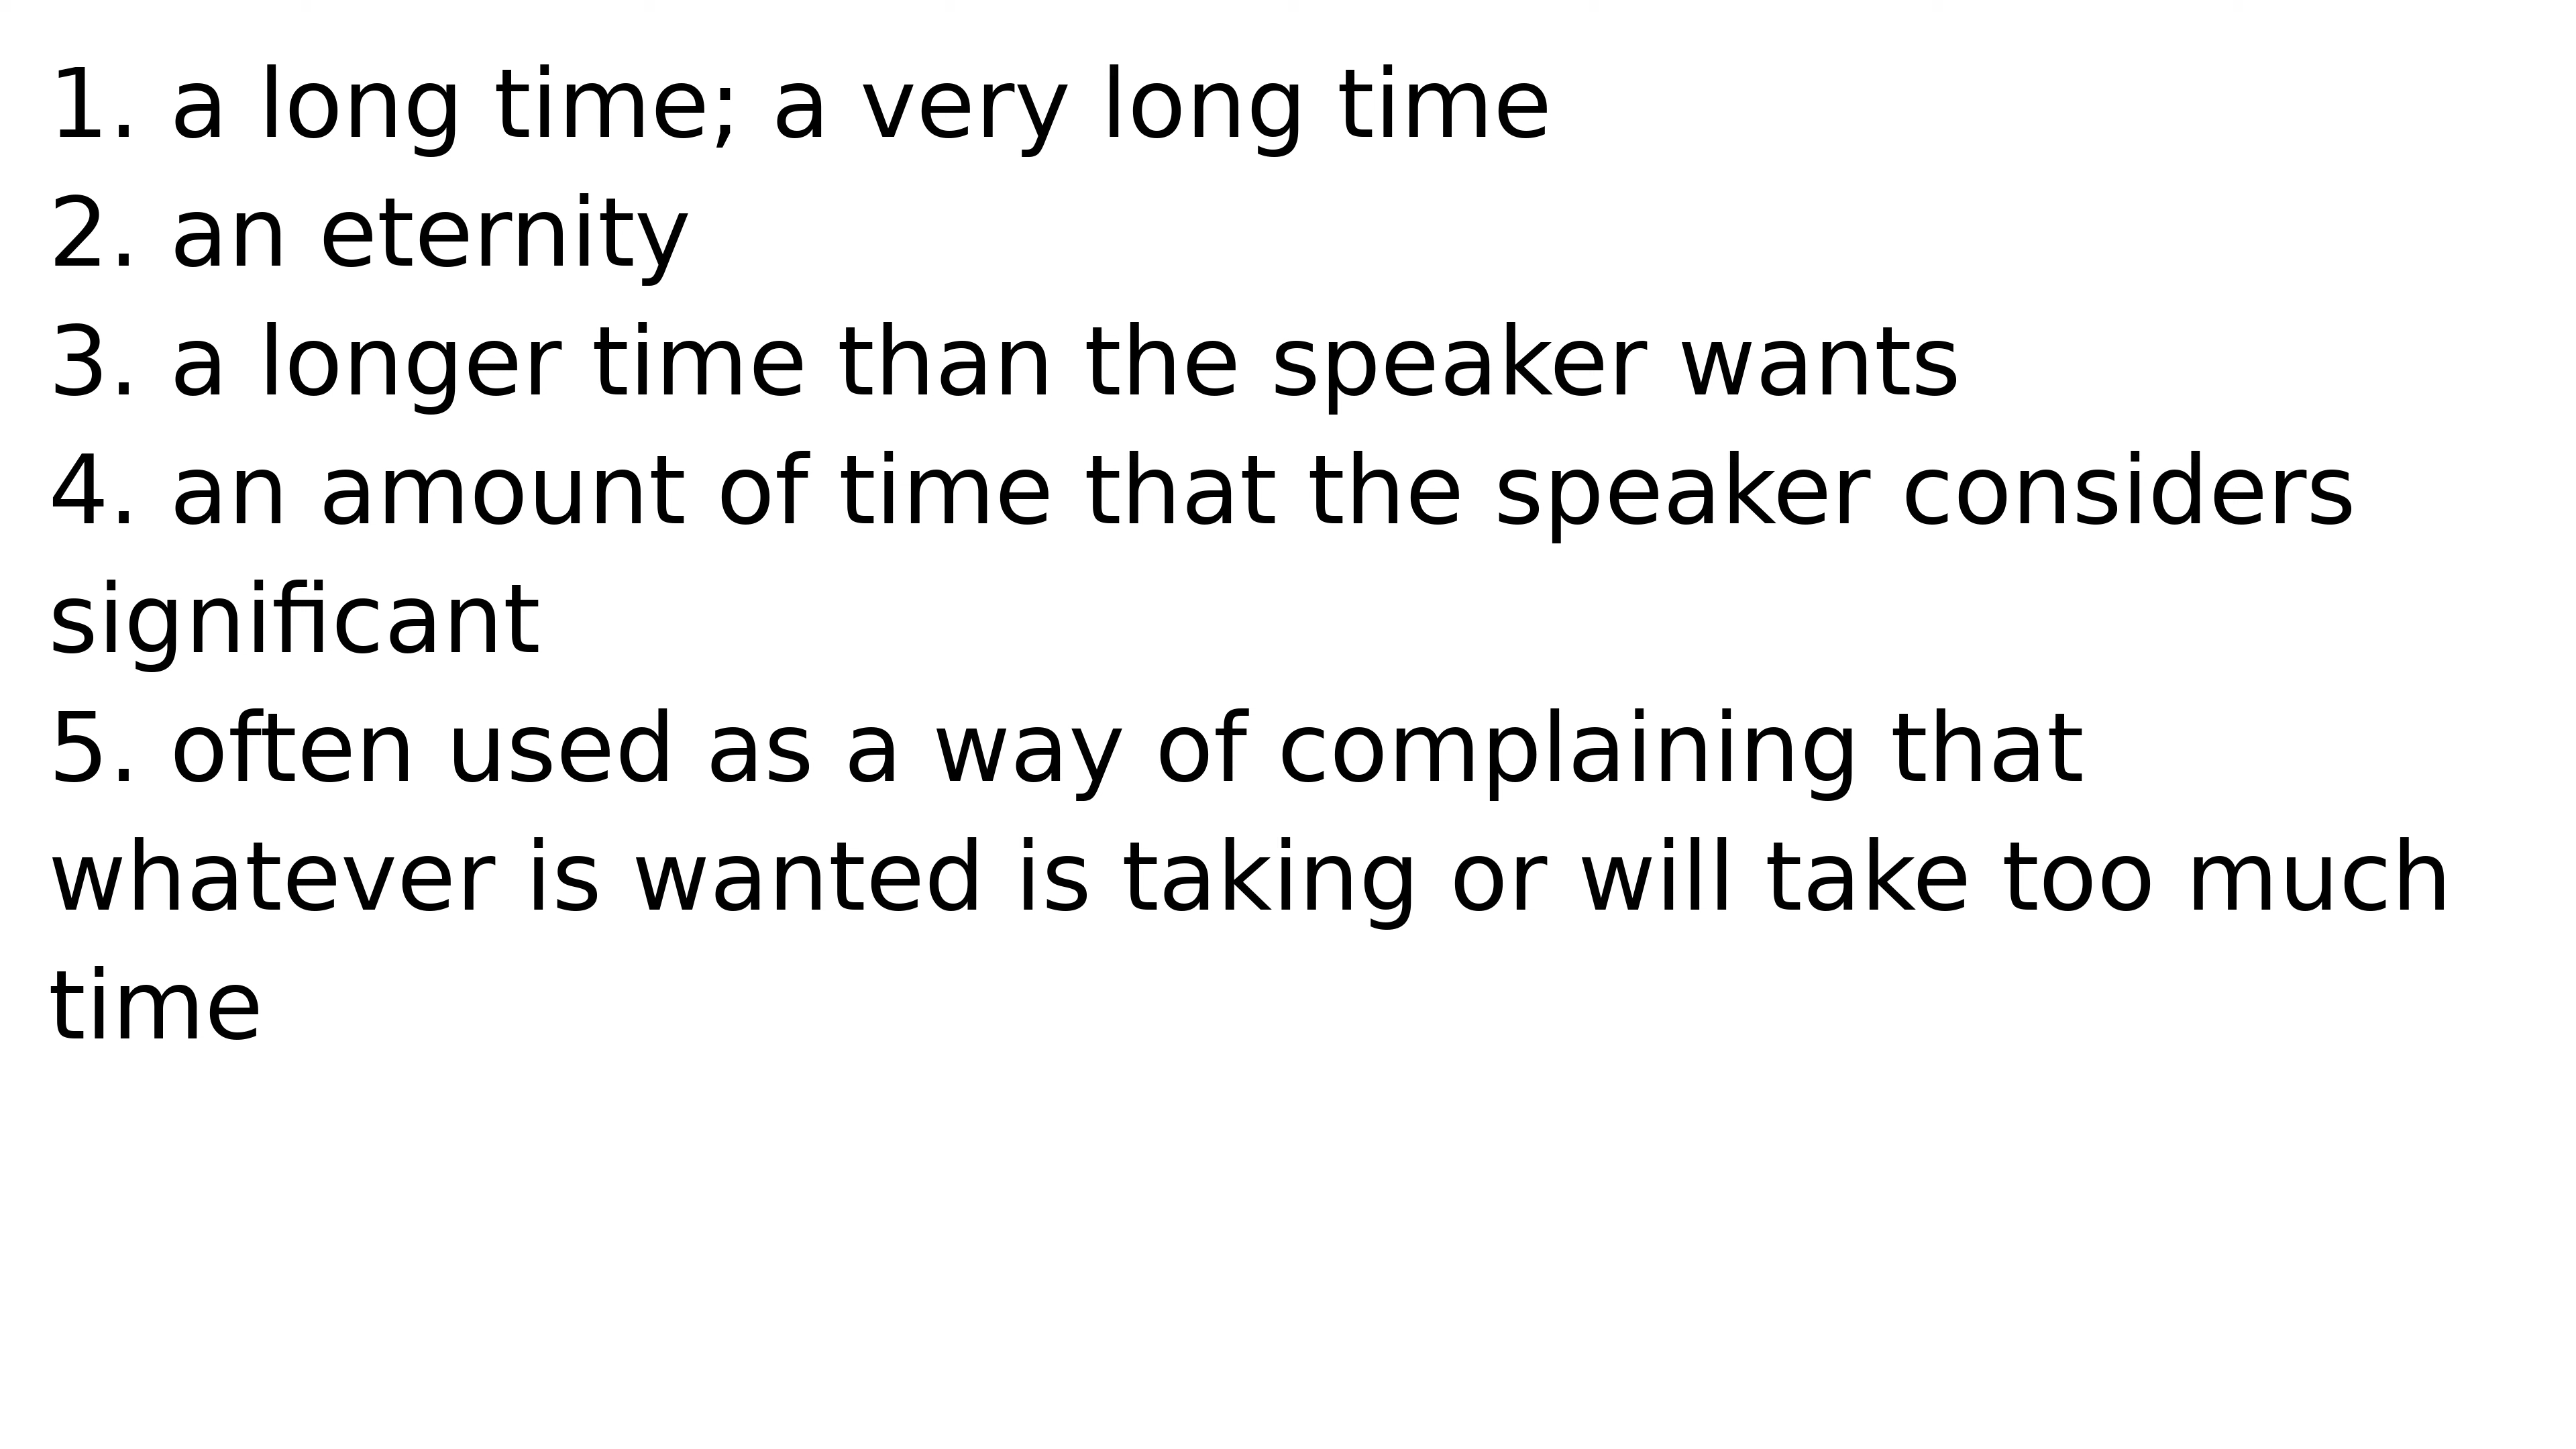 1. a long time; a very long time
2. an eternity
3. a longer time than the speaker wants
4. an amount of time that the speaker considers
significant
5. often used as a way of complaining that
whatever is wanted is taking or will take too much
time